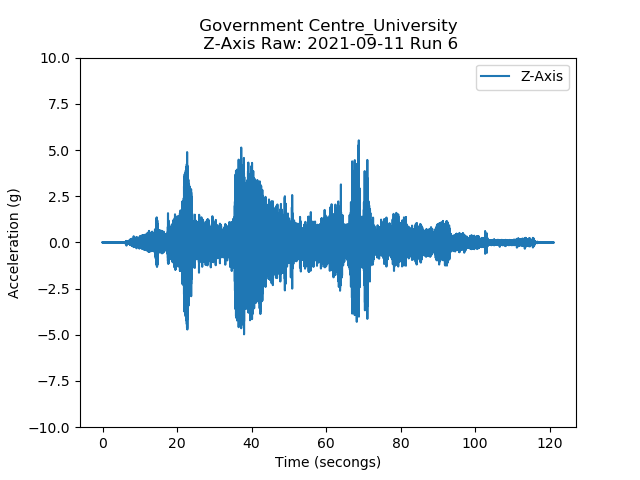 Government Centre_University
Z-Axis Raw: 2021-09-11 Run 6
Z-Axis
10.0
7.5
5.0
2.5
0.0
−2.5
−5.0
−7.5
−10.0
Acceleration (g)
0 20 40 60 80 100 120
Time (secongs)